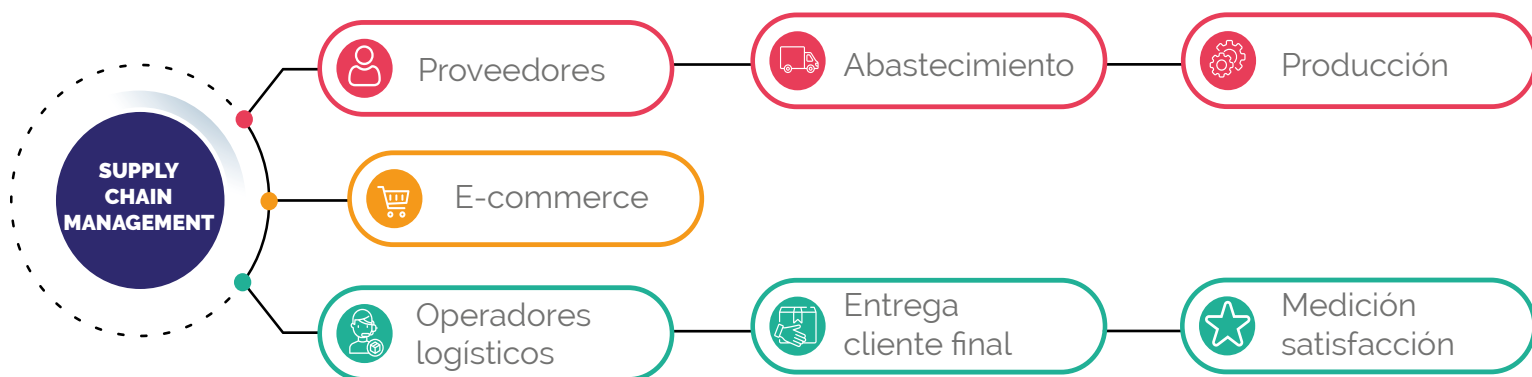 SUPPLY
CHAIN
MANAGEMENT
Proveedores
Abastecimiento
Producción
E-commerce
Operadores
logísticos
Entrega
cliente final
Medición
satisfacción